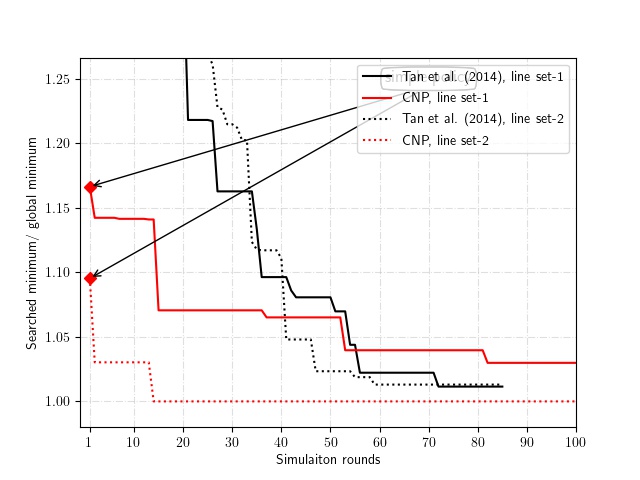 Tan et al. (2014), line set-1
CNP, line set-1
Tan et al. (2014), line set-2
CNP, line set-2
Searched minimum/ global minimum
1.25
1.20
1.15
1.10
1.05
1.00
1 10 20 30 40 50 60 70 80 90 100
Simulaiton rounds